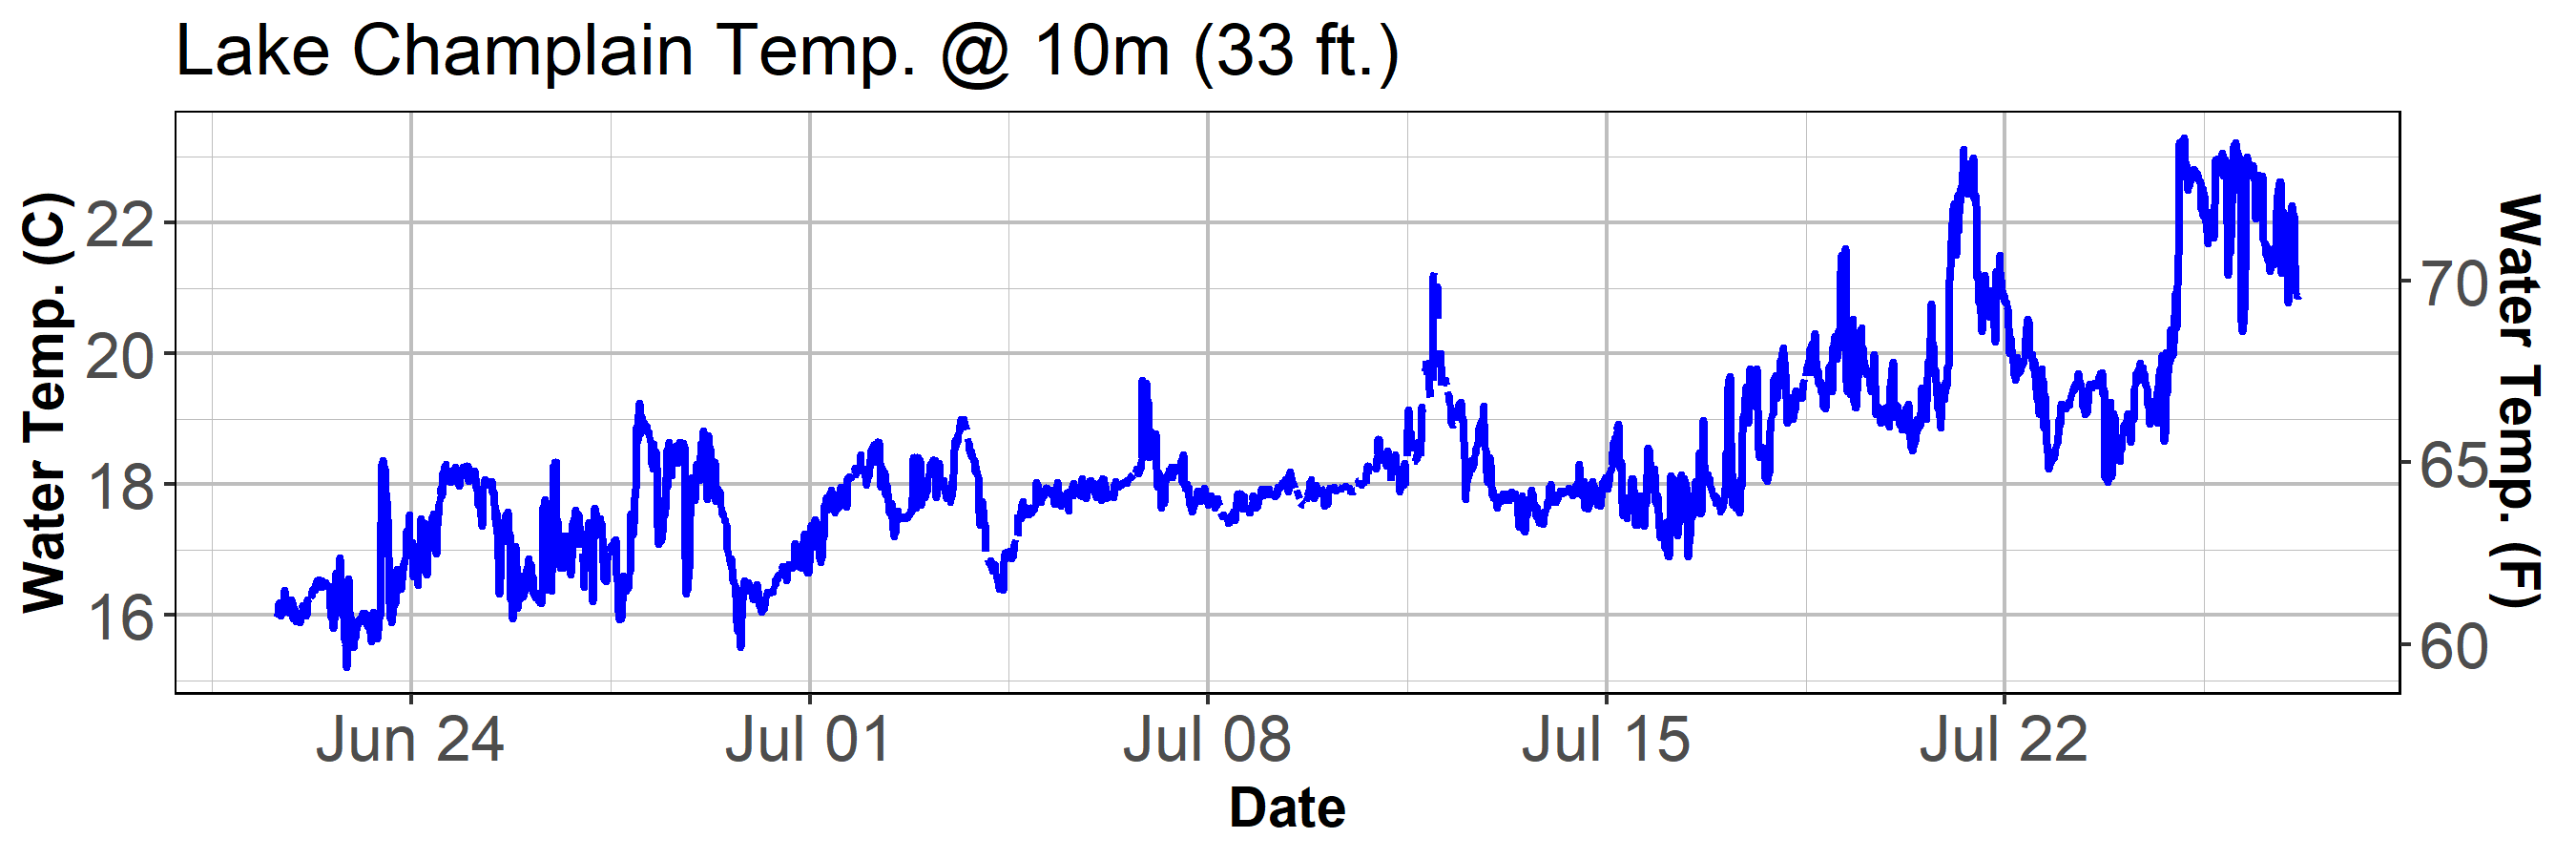 Lake Champlain Temp. @ 10m (33 ft.)
Water Temp. (C)
22
20
18
16
70
65
60
Water Temp. (F)
Jun 24
Jul 01
Jul 08
Jul 15
Jul 22
Date